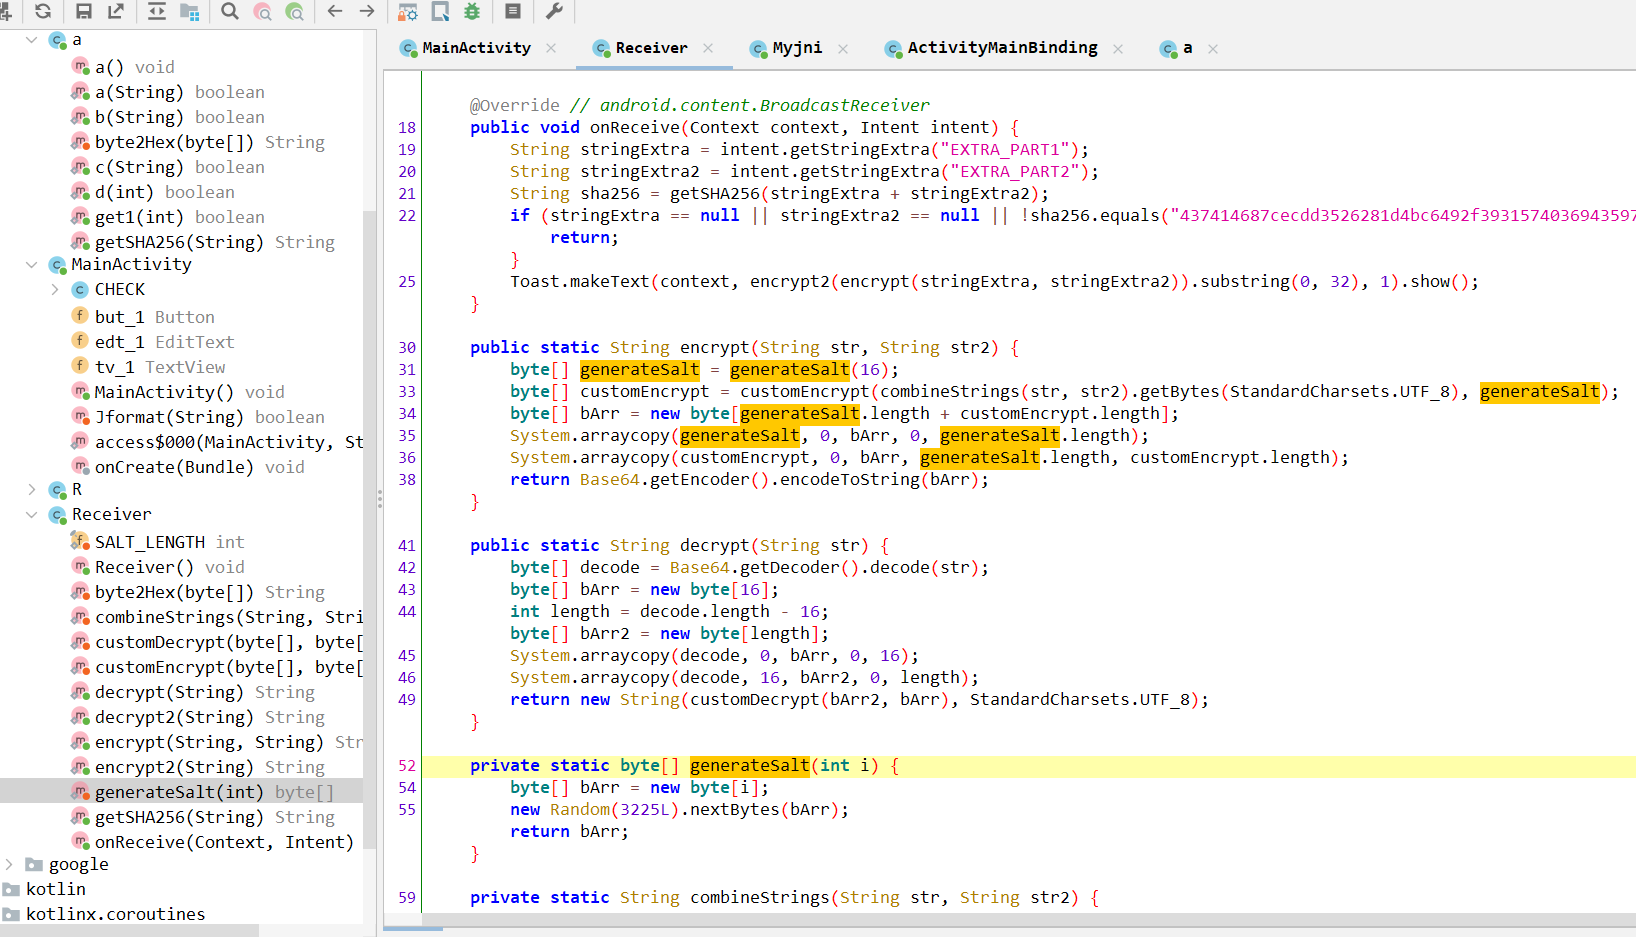 a
a() void
a(String) boolean
b(String) boolean
byte2Hex(byte[]) String
c(String) boolean
d(int) boolean
get1(int) boolean
getSHA256(String) String
MainActivity
CHECK
but_1 Button
edt_1 EditText
tv_1 TextView
MainActivity() void
Jformat(String) boolean
access$000(MainActivity, St
onCreate(Bundle) void
R
Receiver
SALT_LENGTH int
Receiver() void
byte2Hex(byte[]) String
combineStrings(String, Stri
customDecrypt(byte[], byte[
customEncrypt(byte[], byte[
decrypt(String) String
decrypt2(String) String
encrypt(String, String) Str
encrypt2(String) String
generateSalt(int) byte[]
getSHA256(String) String
onReceive(Context, Intent)
google
kotlin
kotlinx.coroutines
MainActivity × Receiver × Myjni × ActivityMainBinding × a ×
@Override // android.content.BroadcastReceiver
18 public void onReceive(Context context, Intent intent) {
19 String stringExtra = intent.getStringExtra("EXTRA_PART1");
20 String stringExtra2 = intent.getStringExtra("EXTRA_PART2");
21 String sha256 = getSHA256(stringExtra + stringExtra2);
22 if (stringExtra == null || stringExtra2 == null || !sha256.equals("437414687cecdd3526281d4bc6492f3931574036943597
return;
}
25 Toast.makeText(context, encrypt2(encrypt(stringExtra, stringExtra2)).substring(0, 32), 1).show();
}
30 public static String encrypt(String str, String str2) {
31 byte[] generateSalt = generateSalt(16);
33 byte[] customEncrypt = customEncrypt(combineStrings(str, str2).getBytes(StandardCharsets.UTF_8), generateSalt);
34 byte[] bArr = new byte[generateSalt.length + customEncrypt.length];
35 System.arraycopy(generateSalt, 0, bArr, 0, generateSalt.length);
36 System.arraycopy(customEncrypt, 0, bArr, generateSalt.length, customEncrypt.length);
38 return Base64.getEncoder().encodeToString(bArr);
}
41 public static String decrypt(String str) {
42 byte[] decode = Base64.getDecoder().decode(str);
43 byte[] bArr = new byte[16];
44 int length = decode.length - 16;
byte[] bArr2 = new byte[length];
45 System.arraycopy(decode, 0, bArr, 0, 16);
46 System.arraycopy(decode, 16, bArr2, 0, length);
49 return new String(customDecrypt(bArr2, bArr), StandardCharsets.UTF_8);
}
52 private static byte[] generateSalt(int i) {
54 byte[] bArr = new byte[i];
55 new Random(3225L).nextBytes(bArr);
return bArr;
}
59 private static String combineStrings(String str, String str2) {